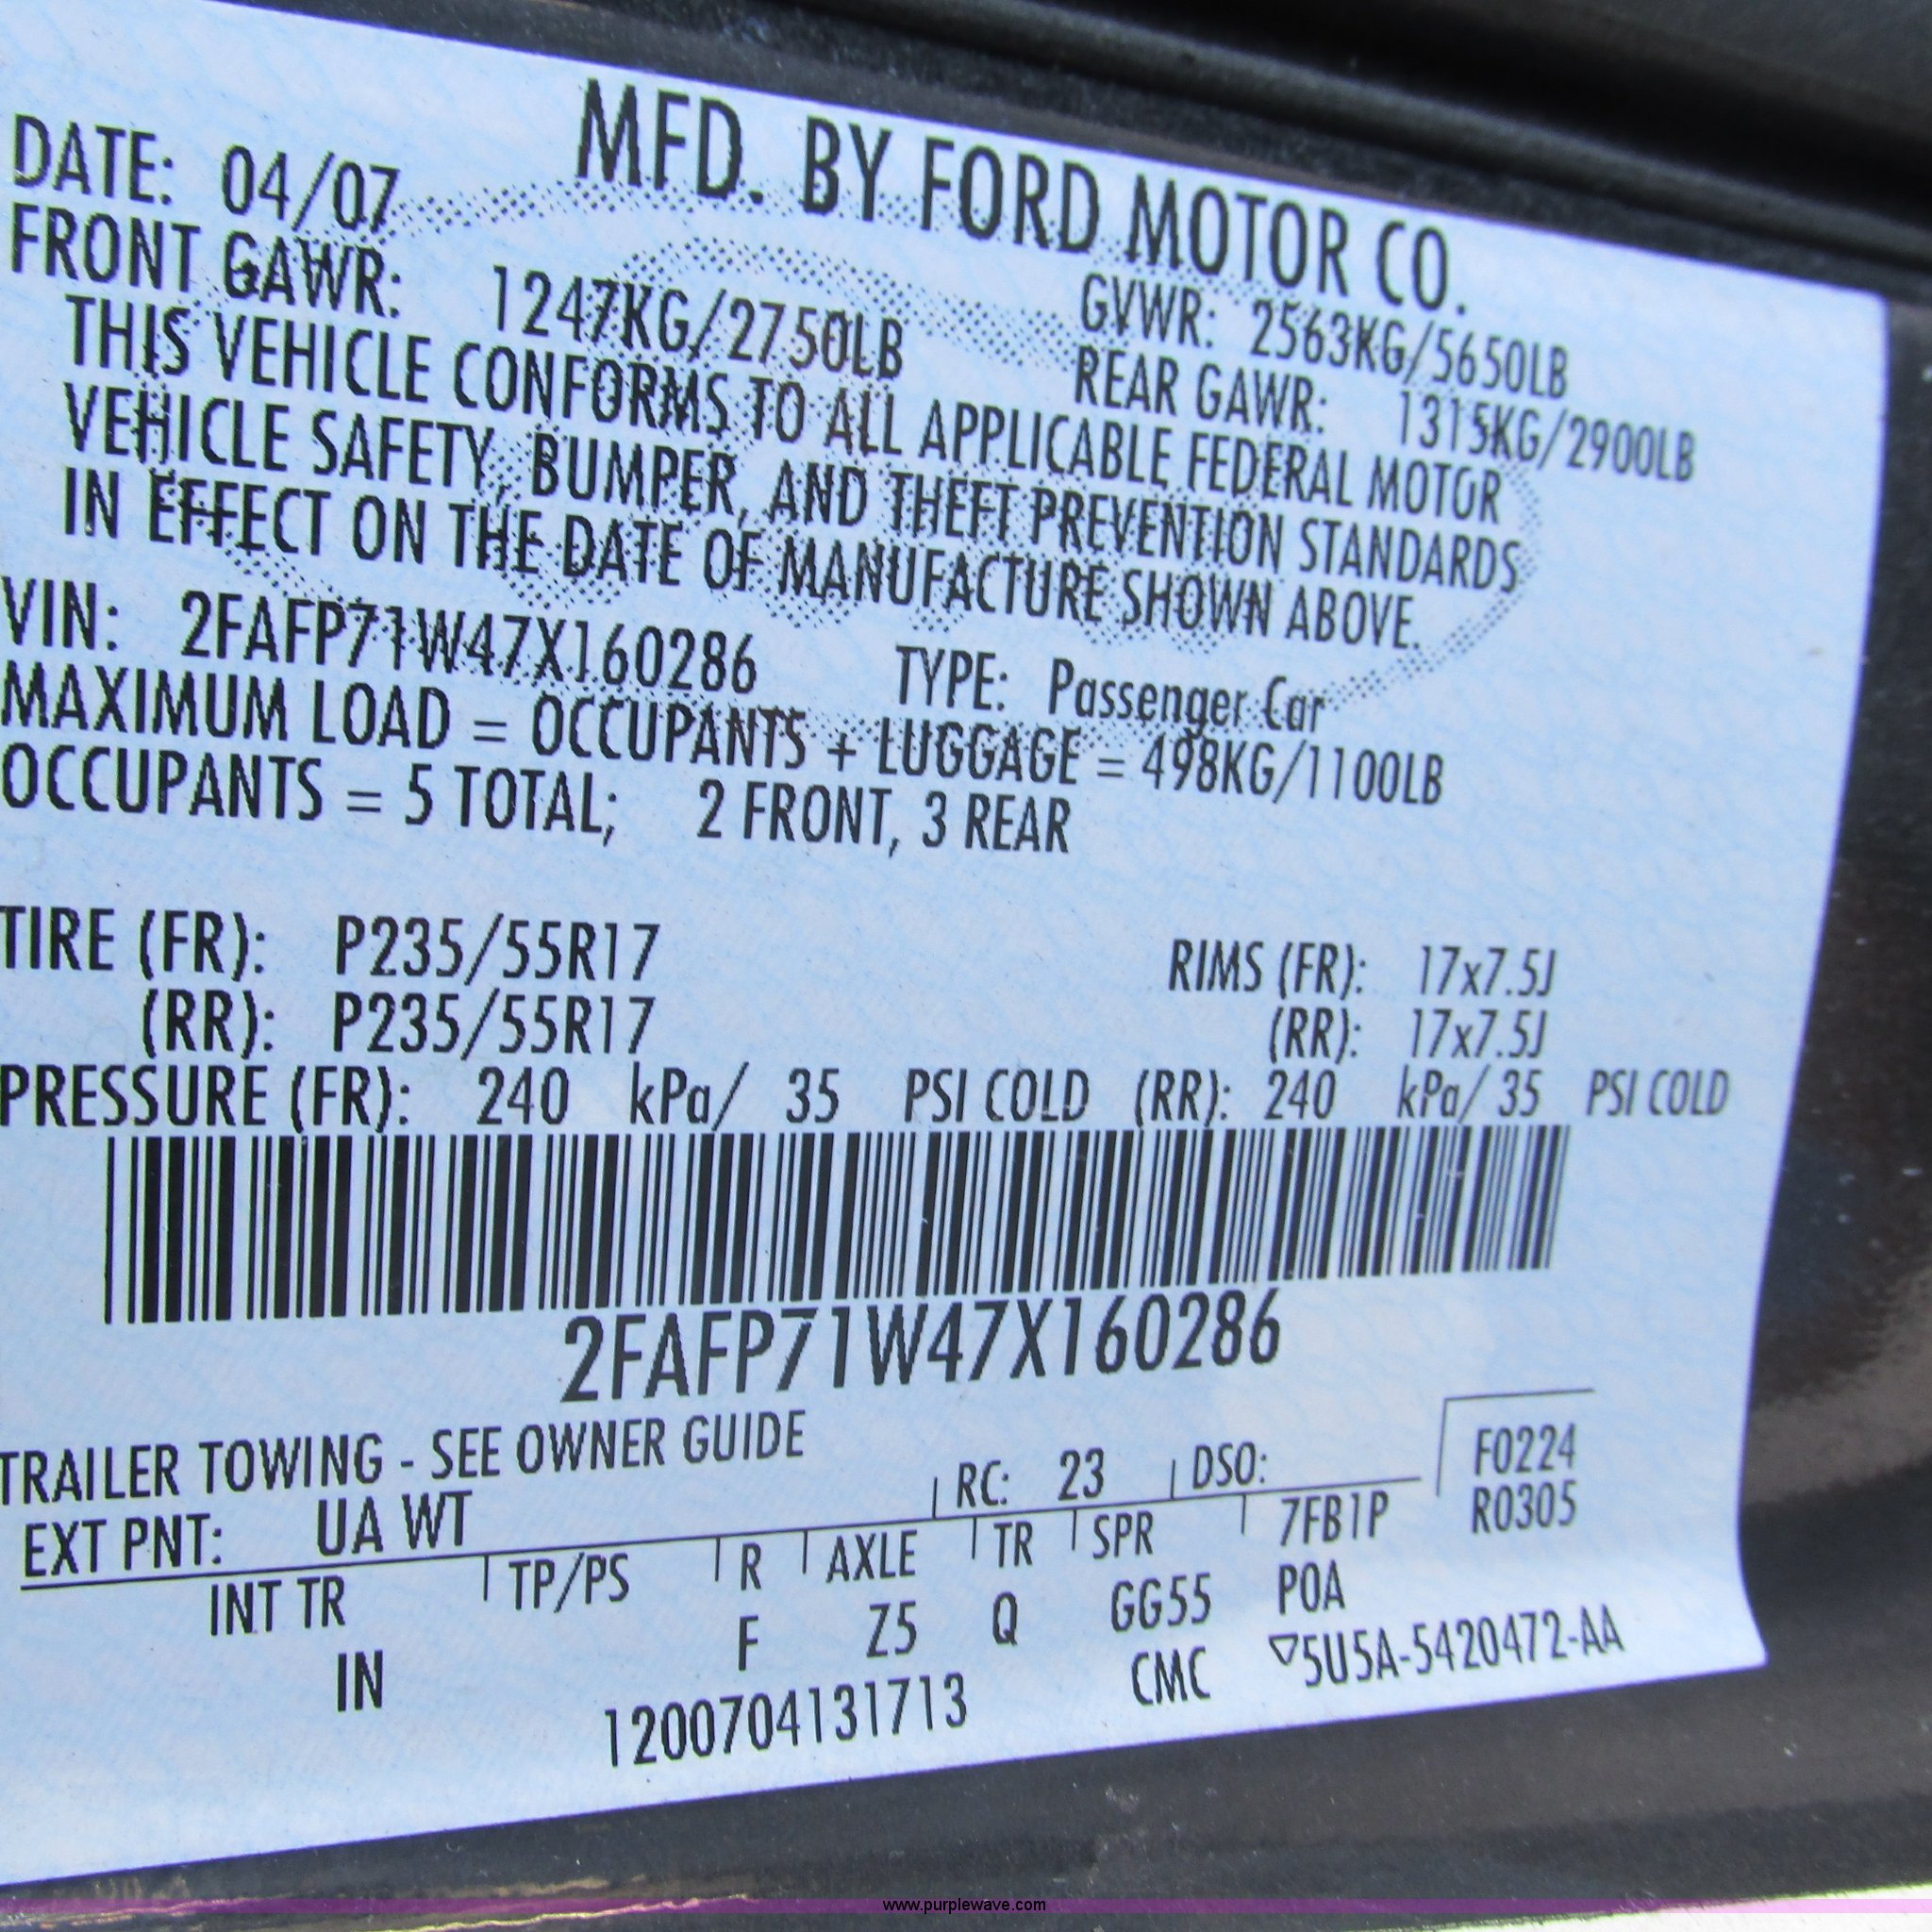 MFD. BY FORD MOTOR CO.
DATE: 04/07 GVWR: 2563KG/5650LB
FRONT GAWR: 1247KG/2750LB REAR GAWR: 1315KG/2900LB
THIS VEHICLE CONFORMS TO ALL APPLICABLE FEDERAL MOTOR
VEHICLE SAFETY, BUMPER, AND THEFT PREVENTION STANDARDS
IN EFFECT ON THE DATE OF MANUFACTURE SHOWN ABOVE.
VIN: 2FAFP71W47X160286 TYPE: Passenger Car
MAXIMUM LOAD = OCCUPANTS + LUGGAGE = 498KG/1100LB
OCCUPANTS = 5 TOTAL; 2 FRONT, 3 REAR
TIRE (FR): P235/55R17 RIMS (FR): 17x7.5J
(RR): P235/55R17 (RR): 17x7.5J
PRESSURE (FR): 240 kPa/ 35 PSI COLD (RR): 240 kPa/ 35 PSI COLD
2FAFP71W47X160286
TRAILER TOWING - SEE OWNER GUIDE
EXT PNT: UA WT RC: 23 DSO: F0224
R0305
INT TR TP/PS R AXLE TR SPR 7FB1P
IN F Z5 Q GG55 POA
1200704131713 CMC ▽5U5A-5420472-AA
www.purplewave.com